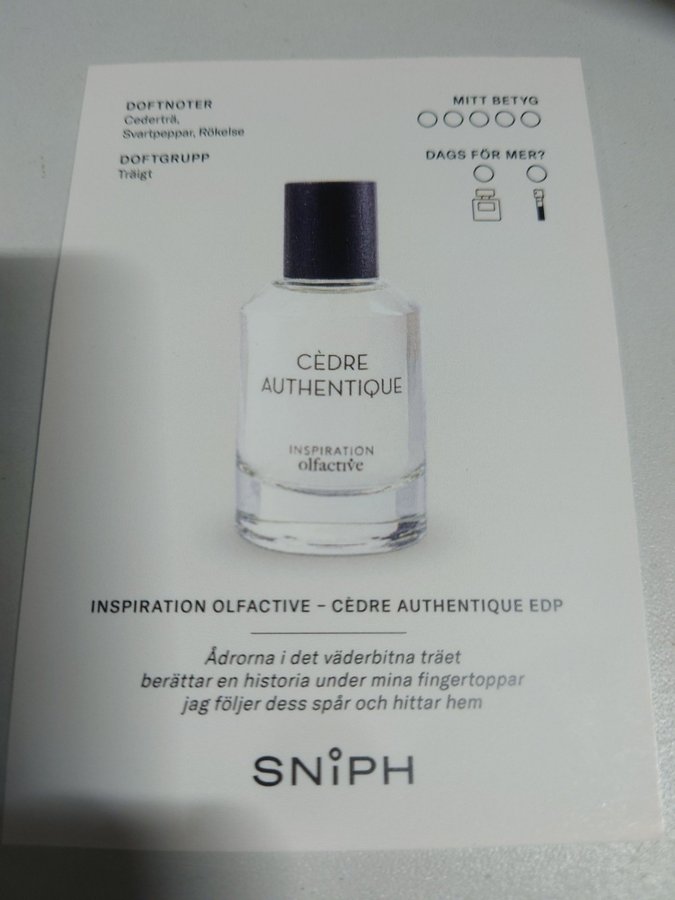 DOFTNOTER
Cederträ,
Svartpeppar, Rökelse
DOFTGRUPP
Träigt
MITT BETYG
DAGS FÖR MER?
CÈDRE
AUTHENTIQUE
INSPIRATION
olfactive
INSPIRATION OLFACTIVE – CÈDRE AUTHENTIQUE EDP
Ådrorna i det väderbitna träet
berättar en historia under mina fingertoppar
jag följer dess spår och hittar hem
SNiPH